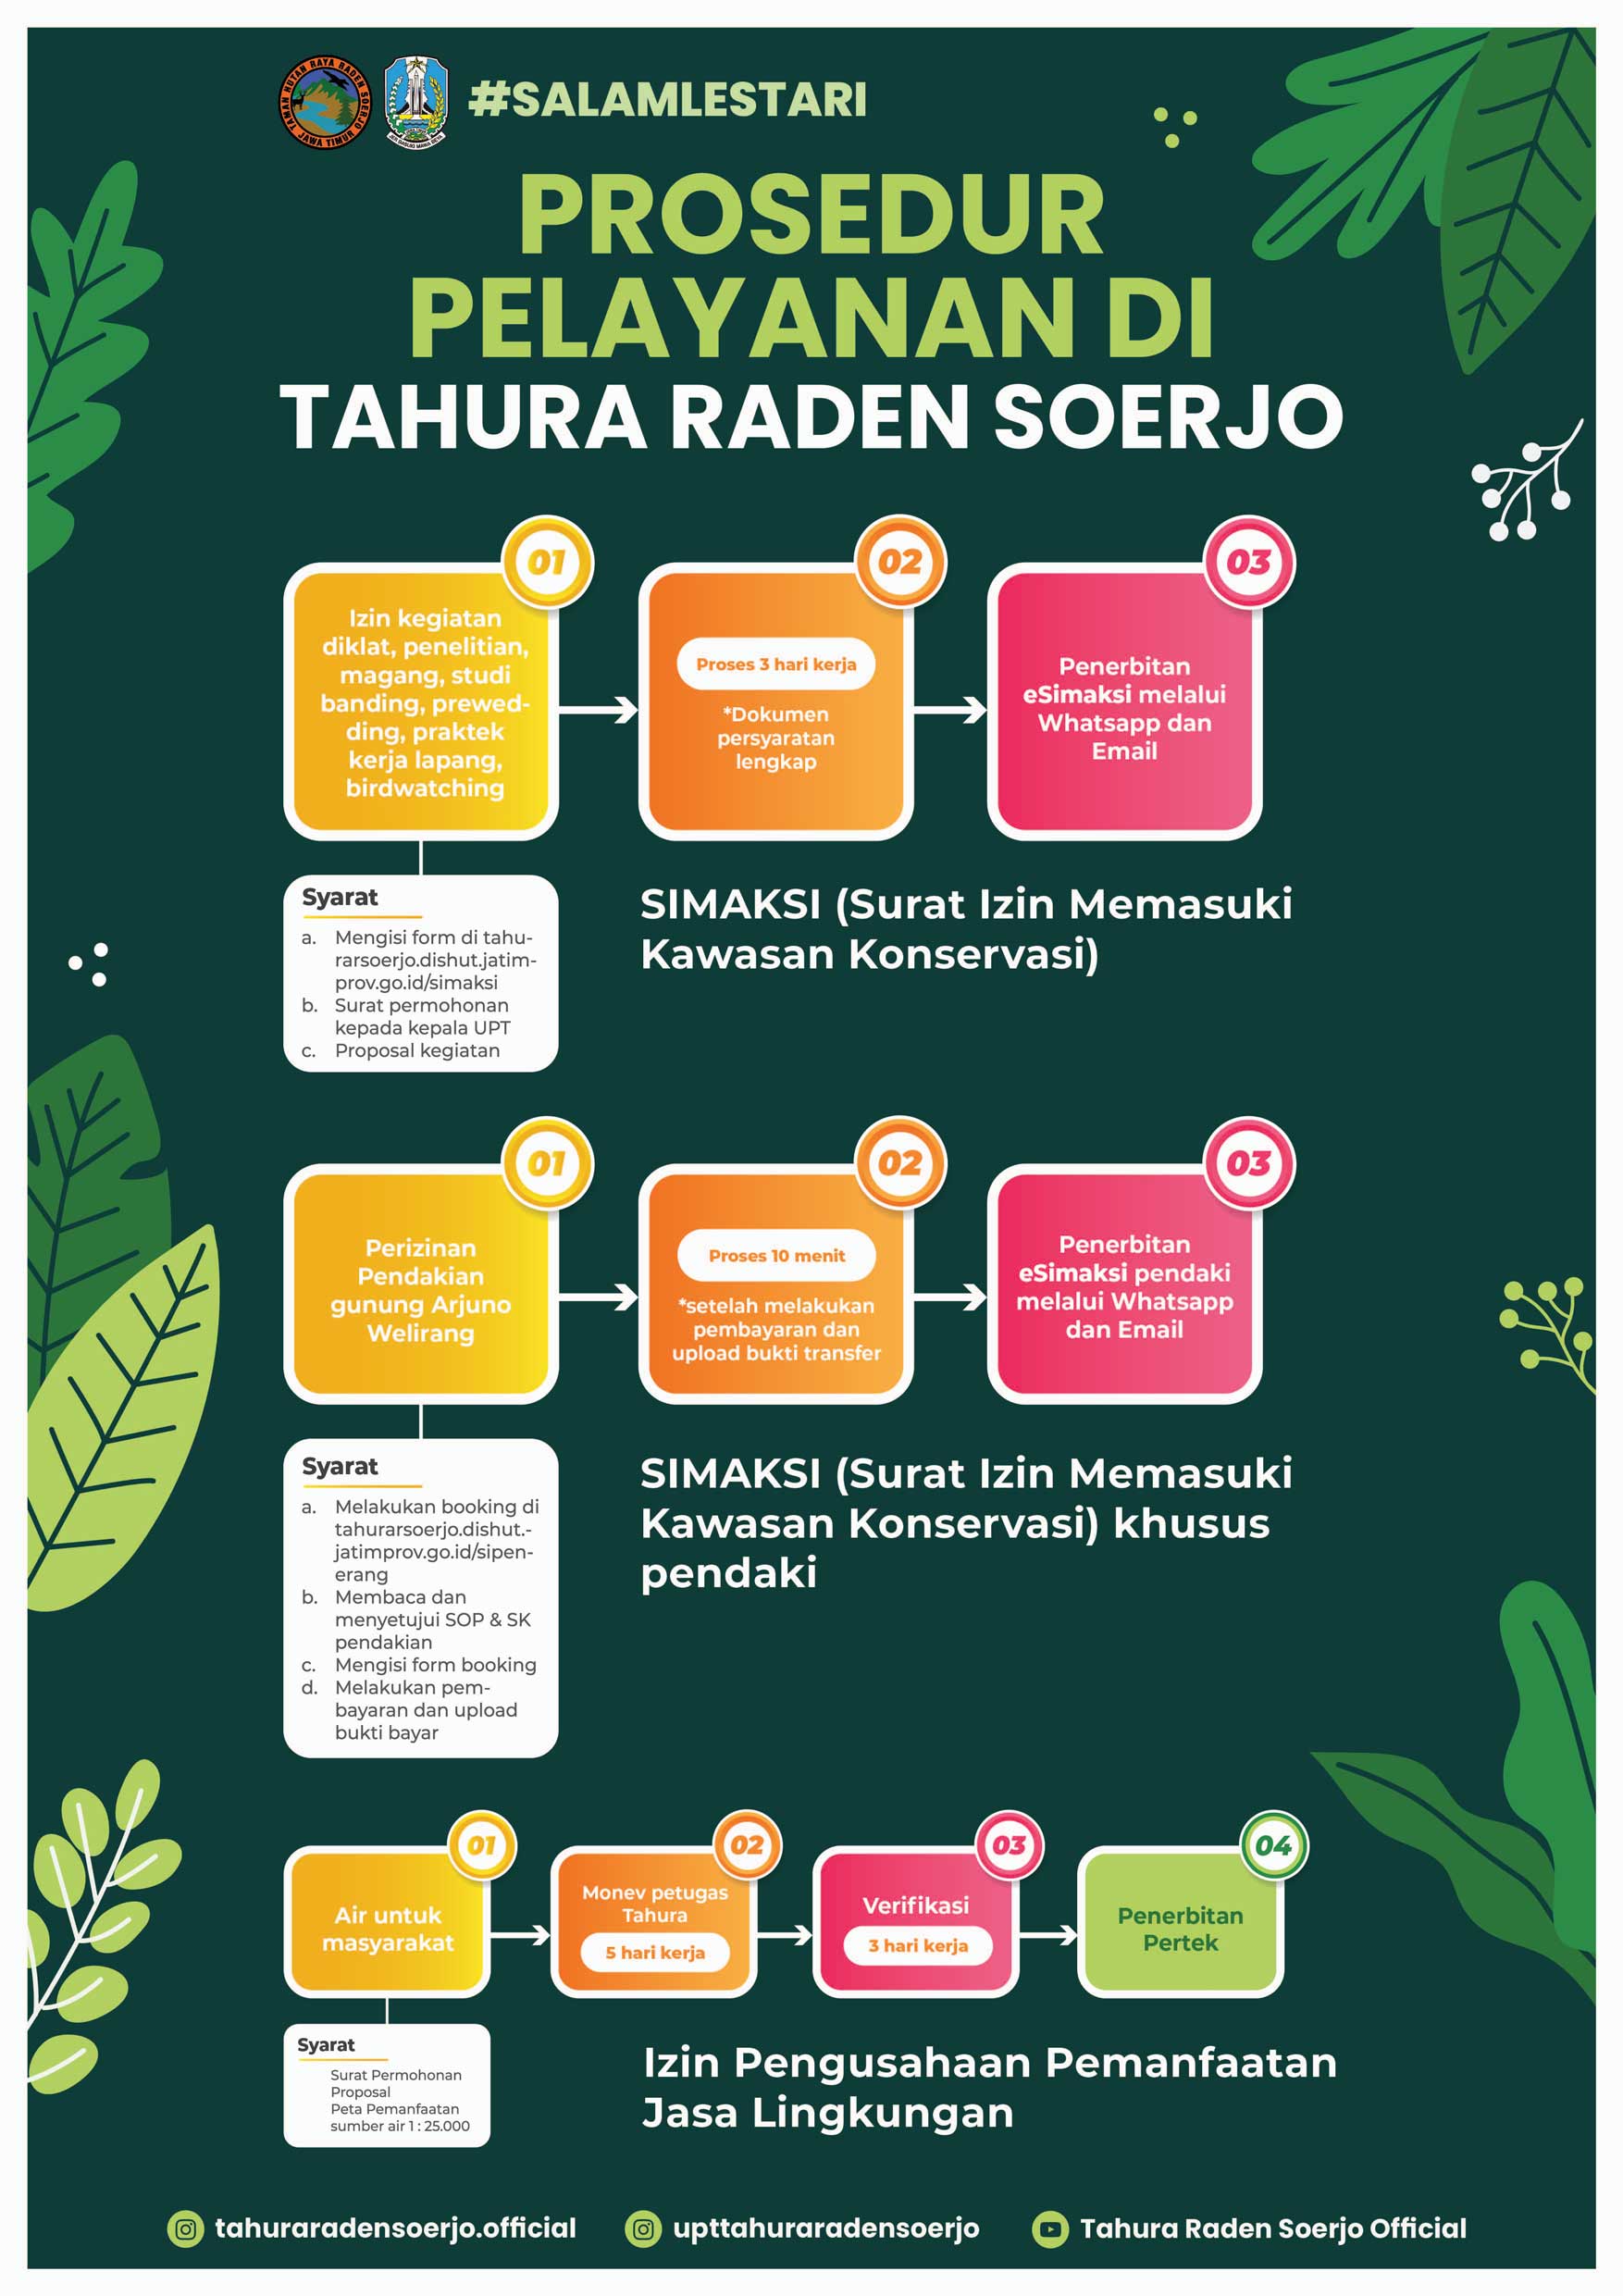 TAMAN HUTAN RAYA RADEN SOERJO
JAWA TIMUR
#SALAMLESTARI
PROSEDUR
PELAYANAN DI
TAHURA RADEN SOERJO
01
Izin kegiatan
diklat, penelitian,
magang, studi
banding, prewed-
ding, praktek
kerja lapang,
birdwatching
02
Proses 3 hari kerja
*Dokumen
persyaratan
lengkap
03
Penerbitan
eSimaksi melalui
Whatsapp dan
Email
Syarat
a. Mengisi form di tahu-
rarsoerjo.dishut.jatim-
prov.go.id/simaksi
b. Surat permohonan
kepada kepala UPT
c. Proposal kegiatan
SIMAKSI (Surat Izin Memasuki
Kawasan Konservasi)
01
Perizinan
Pendakian
gunung Arjuno
Welirang
02
Proses 10 menit
*setelah melakukan
pembayaran dan
upload bukti transfer
03
Penerbitan
eSimaksi pendaki
melalui Whatsapp
dan Email
Syarat
a. Melakukan booking di
tahurarsoerjo.dishut.-
jatimprov.go.id/sipen-
erang
b. Membaca dan
menyetujui SOP & SK
pendakian
c. Mengisi form booking
d. Melakukan pem-
bayaran dan upload
bukti bayar
SIMAKSI (Surat Izin Memasuki
Kawasan Konservasi) khusus
pendaki
01
Air untuk
masyarakat
02
Monev petugas
Tahura
5 hari kerja
03
Verifikasi
3 hari kerja
04
Penerbitan
Pertek
Syarat
Surat Permohonan
Proposal
Peta Pemanfaatan
sumber air 1 : 25.000
Izin Pengusahaan Pemanfaatan
Jasa Lingkungan
tahuraradensoerjo.official
upttahuraradensoerjo
Tahura Raden Soerjo Official